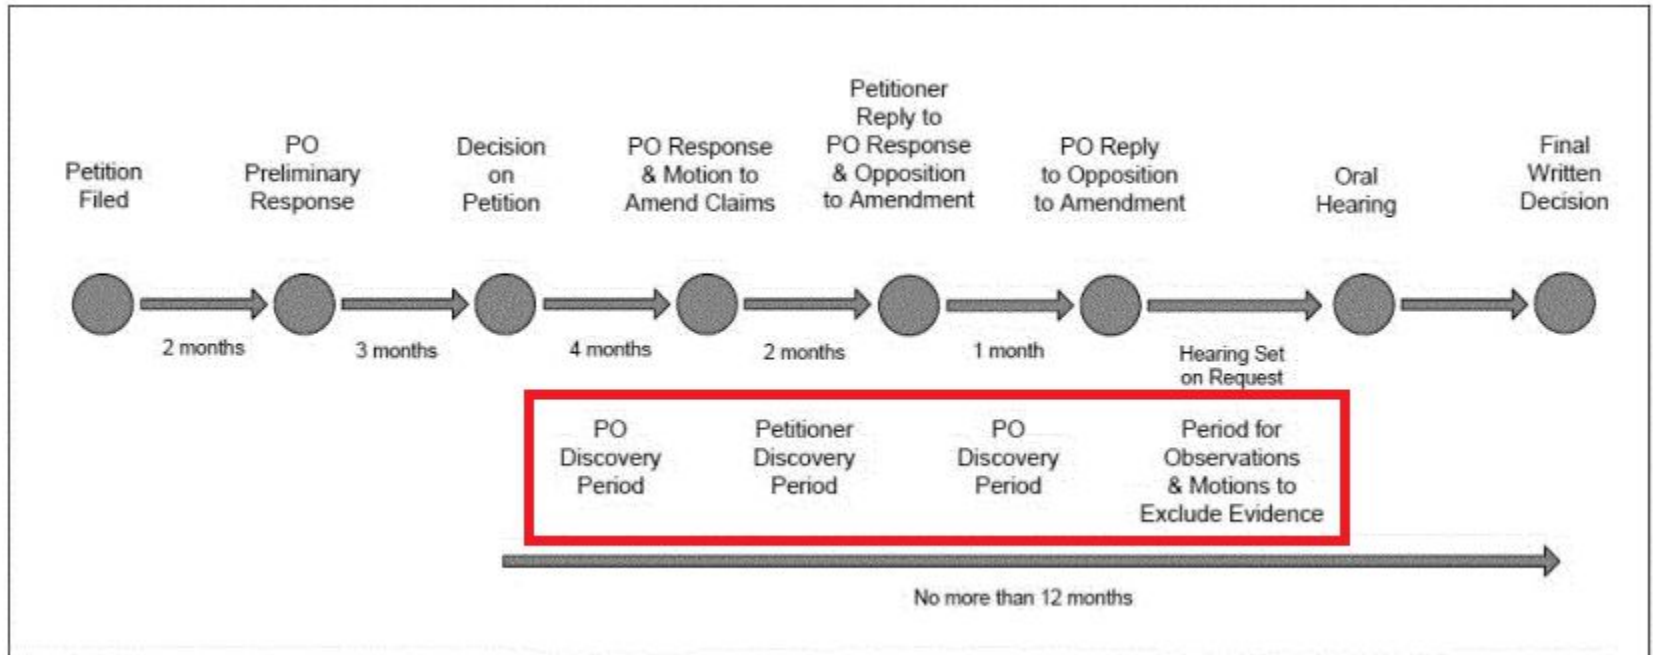 Petition
Filed
PO
Preliminary
Response
Decision
on
Petition
PO Response
& Motion to
Amend Claims
Petitioner
Reply to
PO Response
& Opposition
to Amendment
PO Reply
to Opposition
to Amendment
Oral
Hearing
Final
Written
Decision
2 months
3 months
4 months
2 months
1 month
Hearing Set
on Request
PO
Discovery
Period
Petitioner
Discovery
Period
PO
Discovery
Period
Period for
Observations
& Motions to
Exclude Evidence
No more than 12 months